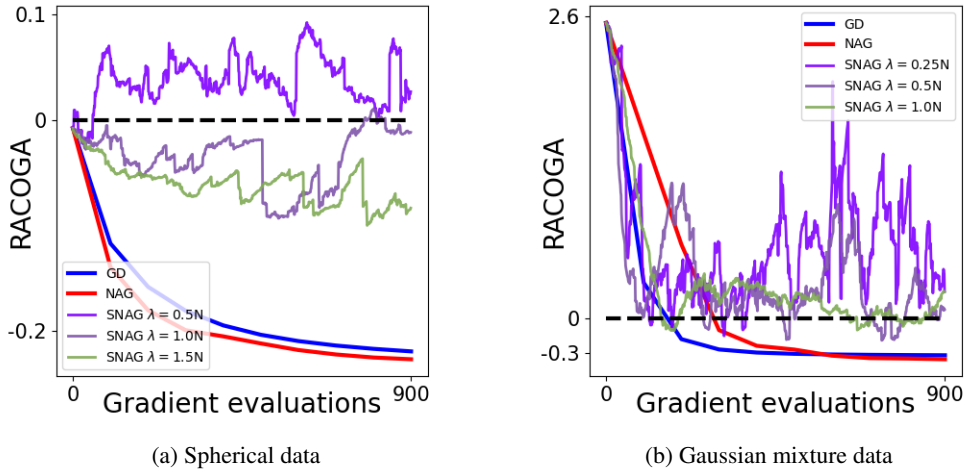 0.1
0
-0.2
RACOGA
GD
NAG
SNAG λ = 0.5N
SNAG λ = 1.0N
SNAG λ = 1.5N
0
900
Gradient evaluations
(a) Spherical data
2.6
0
-0.3
RACOGA
GD
NAG
SNAG λ = 0.25N
SNAG λ = 0.5N
SNAG λ = 1.0N
0
900
Gradient evaluations
(b) Gaussian mixture data